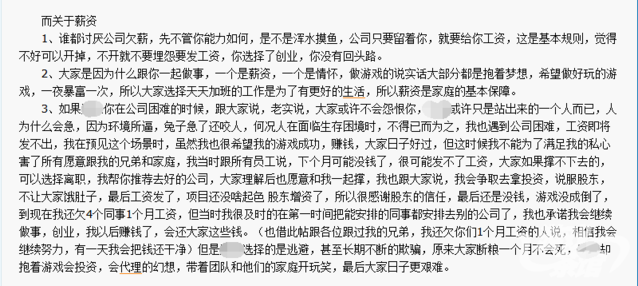 而关于薪资
1、谁都讨厌公司欠薪，先不管你能力如何，是不是浑水摸鱼，公司只要留着你，就要给你工资，这是基本规则，觉得
不好可以开掉，不开就不要埋怨要发工资，你选择了创业，你没有回头路。
2、大家是因为什么跟你一起做事，一个是薪资，一个是情怀，做游戏的说实话大部分都是抱着梦想，希望做好玩的游
戏，一夜暴富一次，所以大家选择天天加班的工作是为了有更好的生活，所以薪资是家庭的基本保障。
3、如果 你在公司困难的时候，跟大家说，老实说，大家或许不会怨恨你， 或许只是站出来的一个人而已，人
为什么会急，因为环境所逼，兔子急了还咬人，何况人在面临生存困境时，不得已而为之，我也遇到公司困难，工资即将
发不出，我在预见这个场景时，虽然我也很希望我的游戏成功，赚钱，大家日子好过，但这时候我不能为了满足我的私心
害了所有愿意跟我的兄弟和家庭，我当时跟所有员工说，下个月可能没钱了，很可能发不了工资，大家如果撑不下去的，
可以选择离职，我帮你推荐去好的公司，大家理解后也愿意和我一起撑，我也跟大家说，我会争取去拿投资，说服股东，
不让大家饿肚子，最后工资发了，项目还没啥起色 股东增资了，所以很感谢股东的信任，最后还是没钱，游戏没成倒了，
到现在我还欠4个同事1个月工资，但当时我很及时的在第一时间把能安排的同事都安排去别的公司了，我也承诺我会继续
做事，创业，我以后赚钱了，会还大家这些钱。（也借此帖跟各位跟过我的兄弟，我还欠你们1个月工资的人说，相信我会
继续努力，有一天我会把钱还干净）但是 选择的是逃避，甚至长期不断的欺骗，原来大家断粮一个月不会死， 却
抱着游戏会投资，会代理的幻想，带着团队和他们的家庭开玩笑，最后大家日子更艰难。